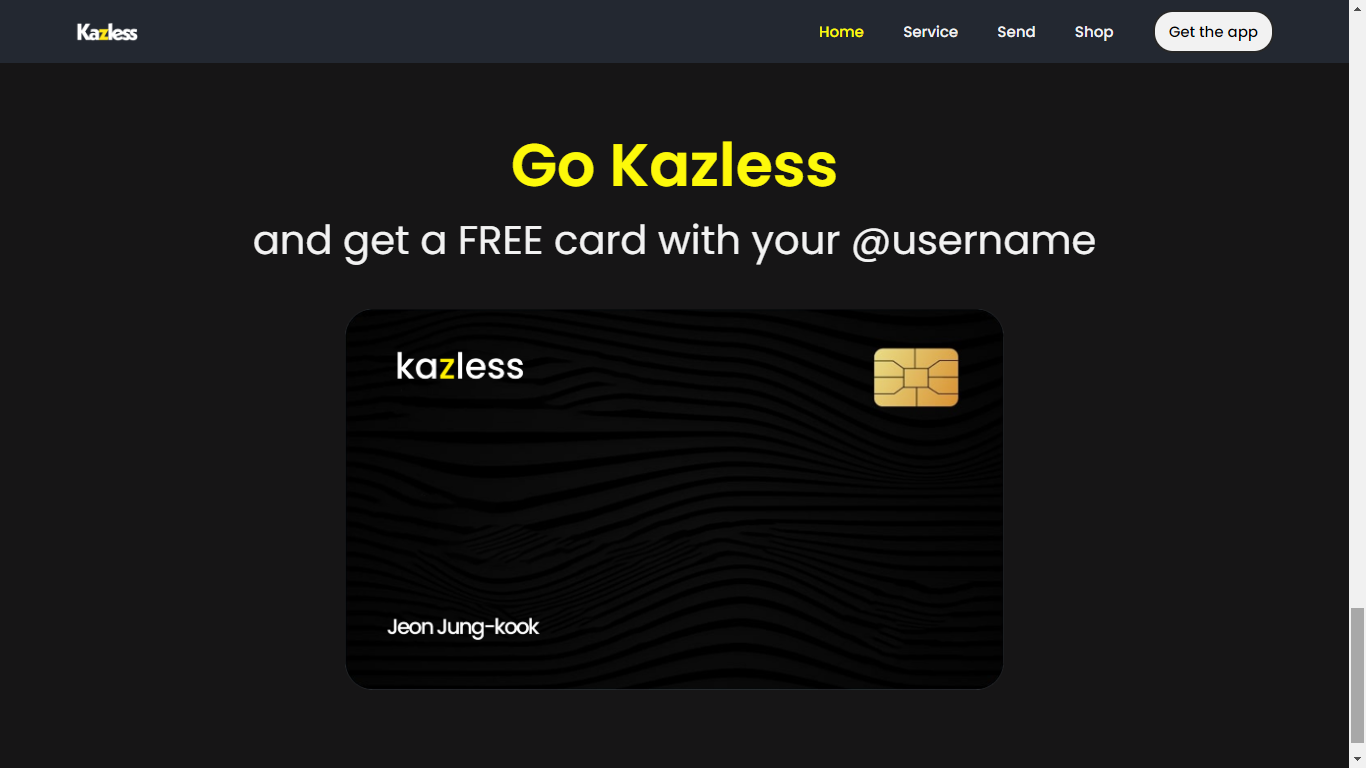 Kazless
Home Service Send Shop Get the app
Go Kazless
and get a FREE card with your @username
kazless
Jeon Jung-kook